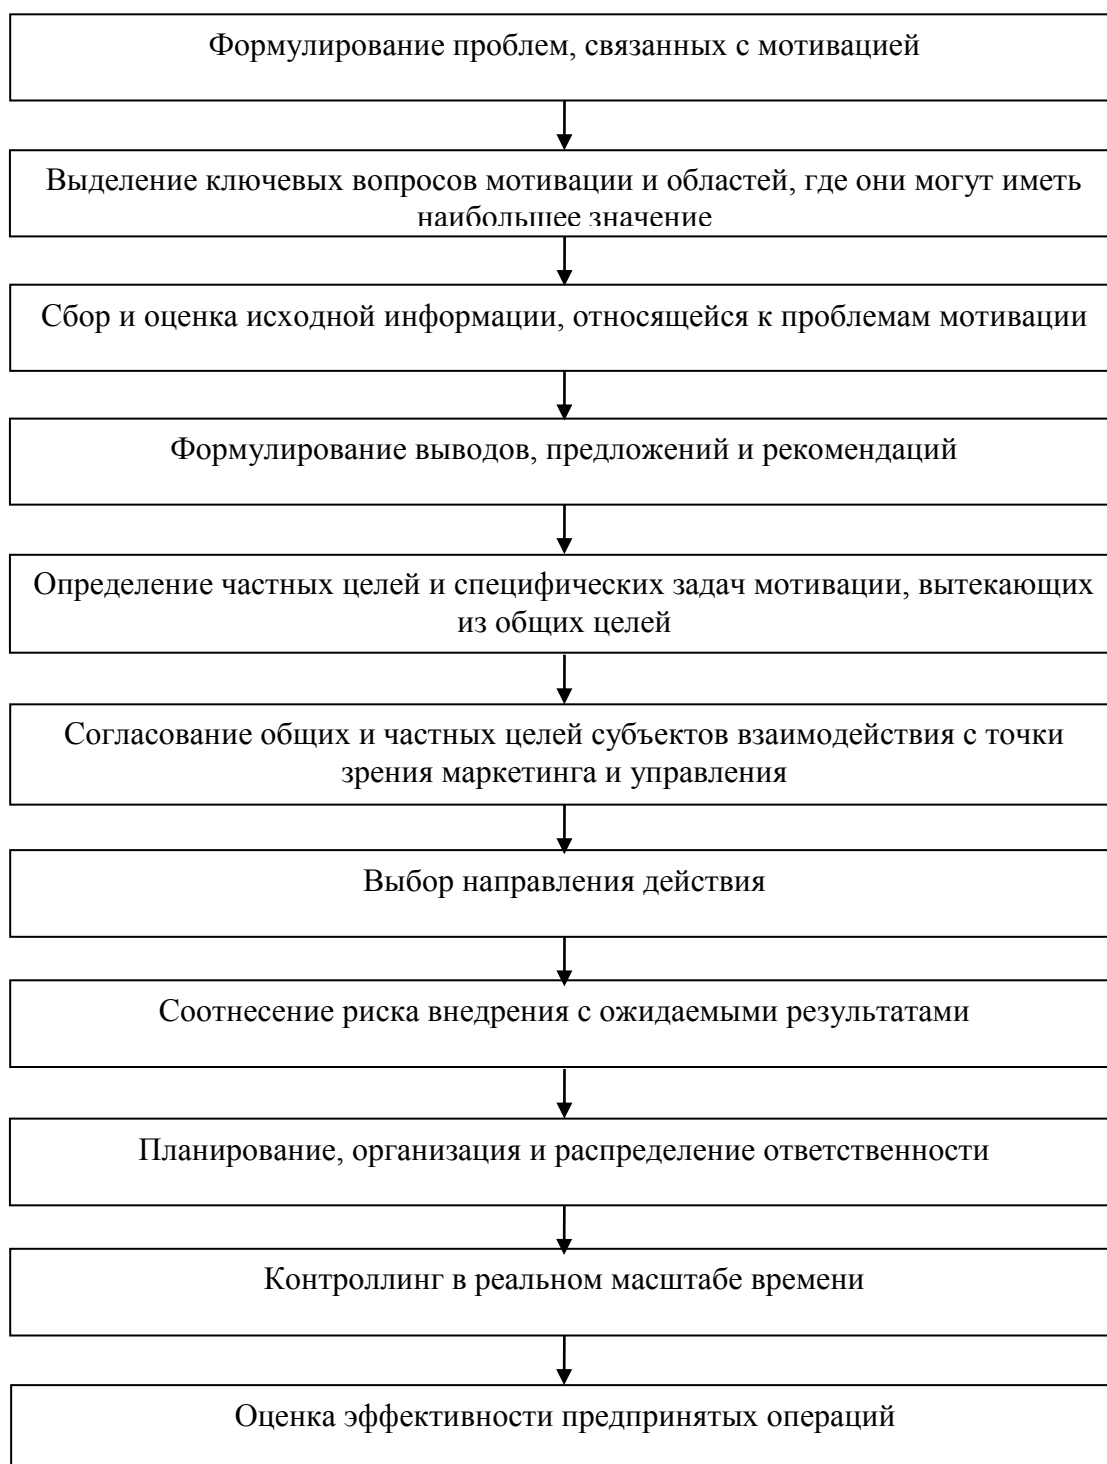 Формулирование проблем, связанных с мотивацией
Выделение ключевых вопросов мотивации и областей, где они могут иметь
наибольшее значение
Сбор и оценка исходной информации, относящейся к проблемам мотивации
Формулирование выводов, предложений и рекомендаций
Определение частных целей и специфических задач мотивации, вытекающих
из общих целей
Согласование общих и частных целей субъектов взаимодействия с точки
зрения маркетинга и управления
Выбор направления действия
Соотнесение риска внедрения с ожидаемыми результатами
Планирование, организация и распределение ответственности
Контроллинг в реальном масштабе времени
Оценка эффективности предпринятых операций